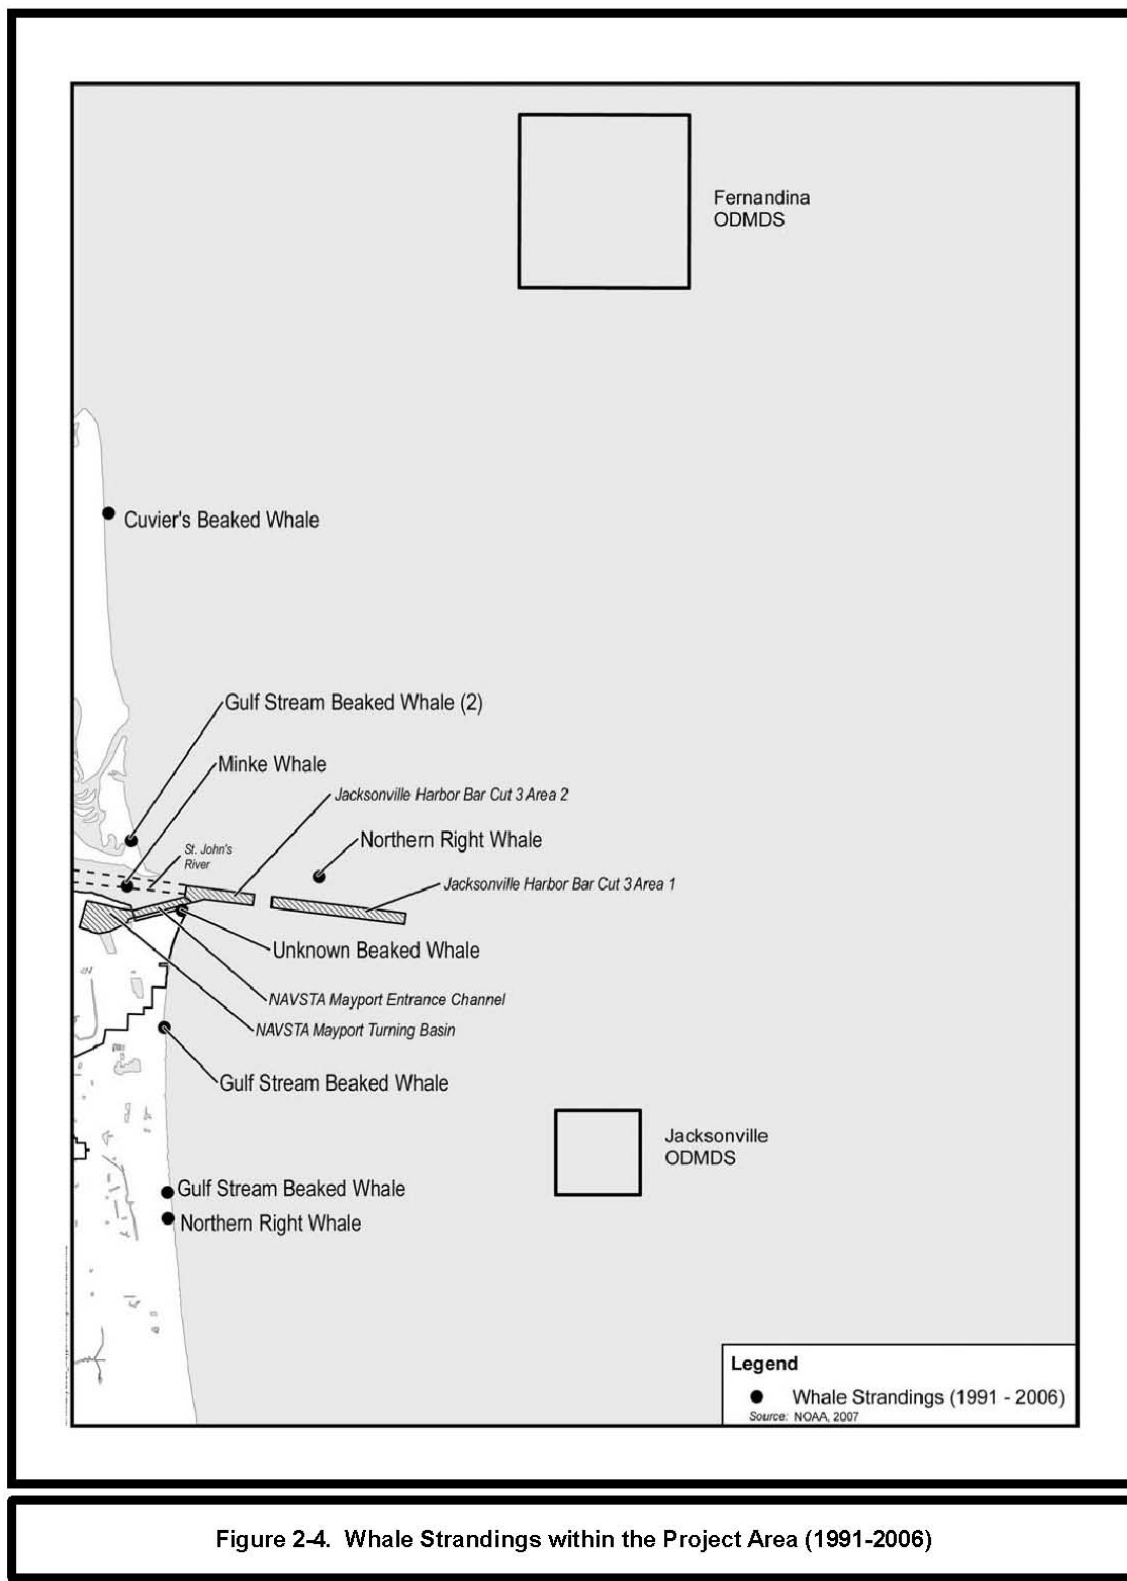 Fernandina
ODMDS
Cuvier's Beaked Whale
Gulf Stream Beaked Whale (2)
Minke Whale
Jacksonville Harbor Bar Cut 3 Area 2
Northern Right Whale
St. John's
River
Jacksonville Harbor Bar Cut 3 Area 1
Unknown Beaked Whale
NAVSTA Mayport Entrance Channel
NAVSTA Mayport Turning Basin
Gulf Stream Beaked Whale
Jacksonville
ODMDS
Gulf Stream Beaked Whale
Northern Right Whale
Legend
Whale Strandings (1991 - 2006)
Source: NOAA, 2007
Figure 2-4. Whale Strandings within the Project Area (1991-2006)